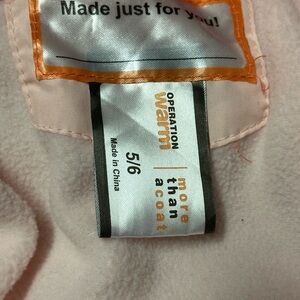 Made just for you!
OPERATION
warm
more
than
a coat
5/6
Made in China